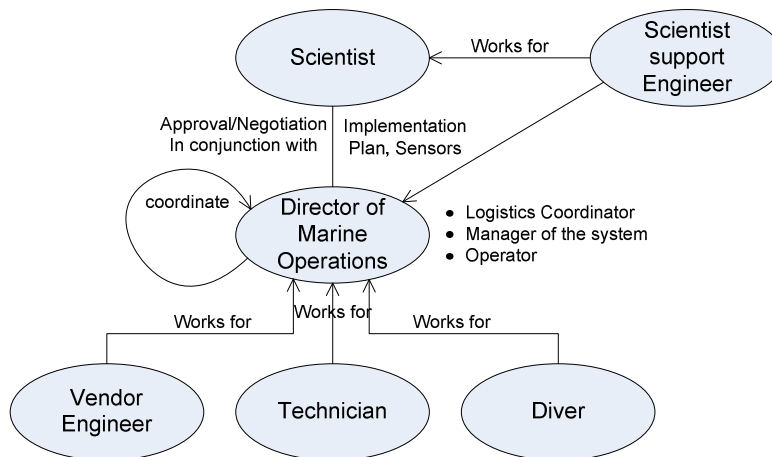 Scientist
Works for
Scientist
support
Engineer
Approval/Negotiation
In conjunction with
Implementation
Plan, Sensors
coordinate
Director of
Marine
Operations
• Logistics Coordinator
• Manager of the system
• Operator
Works for
Works for
Works for
Vendor
Engineer
Technician
Diver